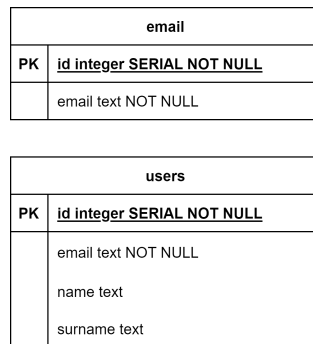 email
PK id integer SERIAL NOT NULL
email text NOT NULL
users
PK id integer SERIAL NOT NULL
email text NOT NULL
name text
surname text